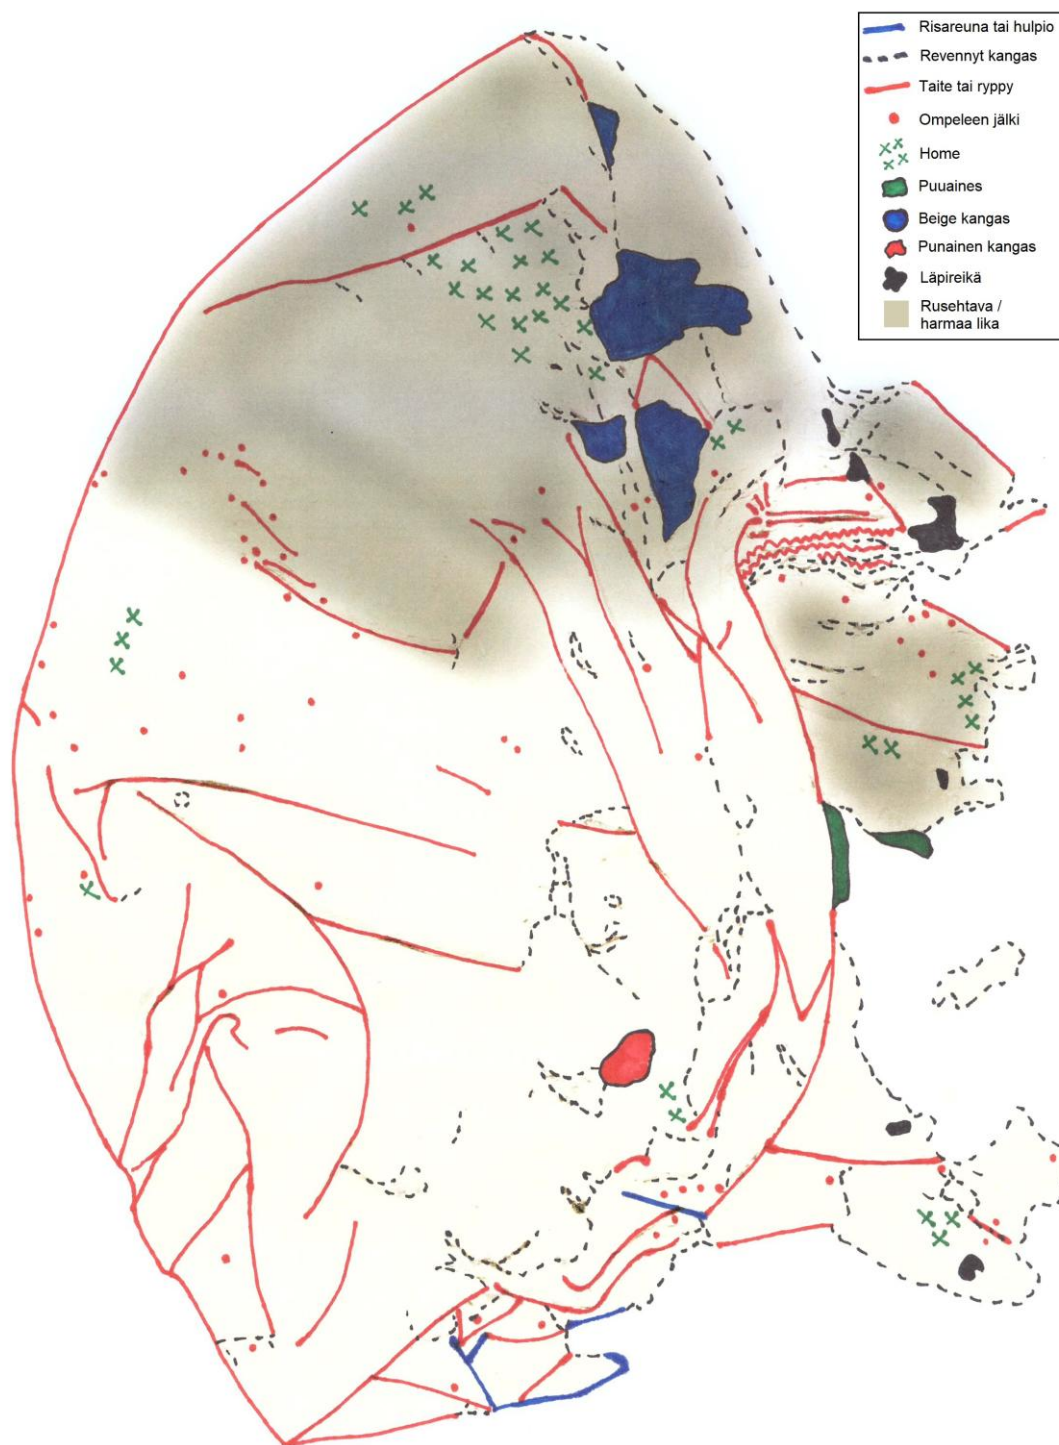 Risareuna tai hulpio
Revennyt kangas
Taite tai ryppy
Ompeleen jälki
Home
Puuaines
Beige kangas
Punainen kangas
Läpireikä
Rusehtava /
harmaa lika